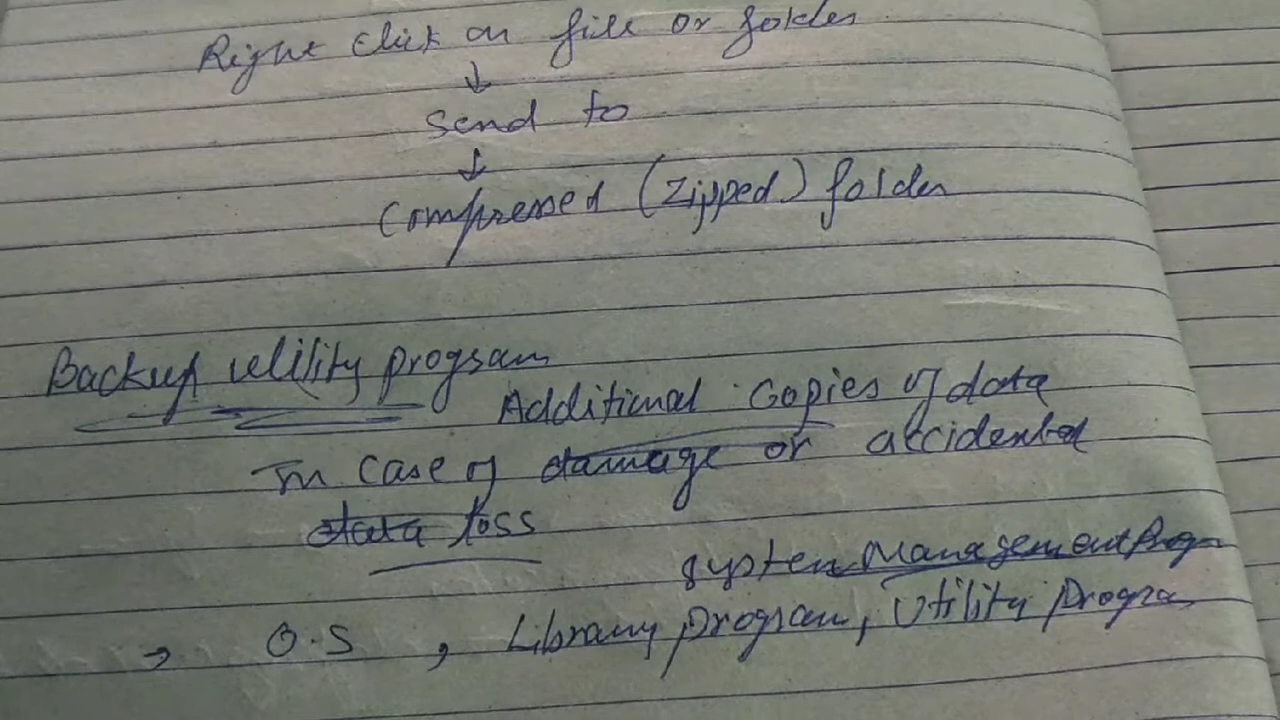 Right click on file or folder
↓
Send to
↓
Compressed (Zipped) folder
Backup utility program
Additional copies of data
In case of damage or accidental
data loss
System Management Progr
, O.S , Library program, Utility Program